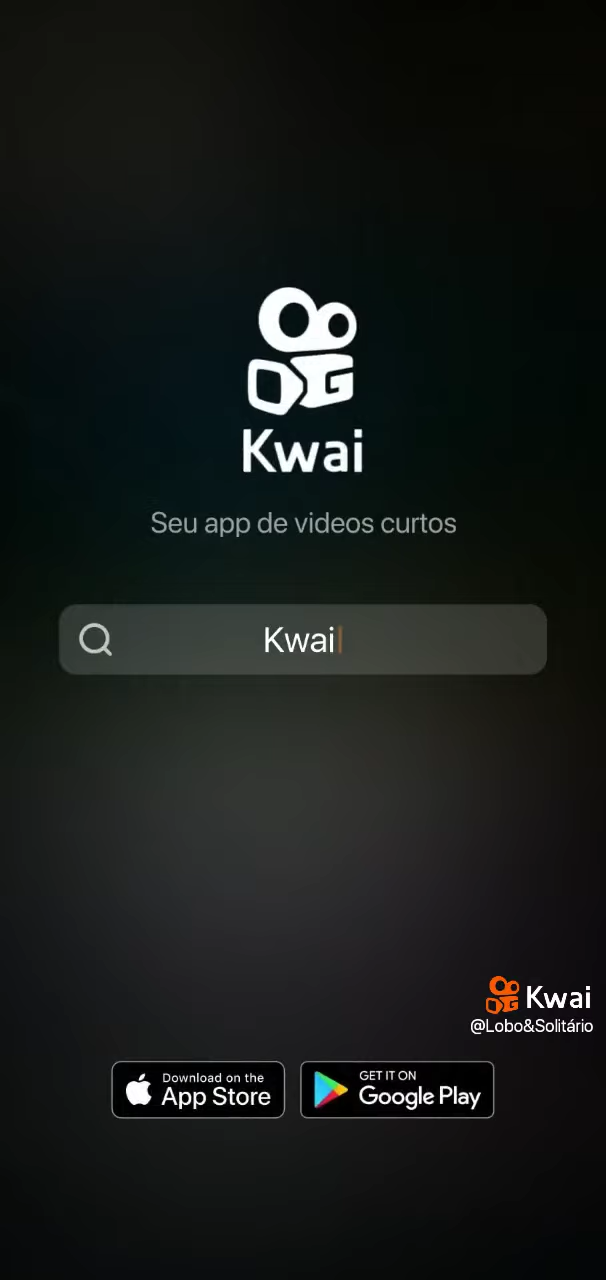 Kwai
Seu app de videos curtos
Kwai
Kwai
@Lobo&Solitário
Download on the
App Store
GET IT ON
Google Play